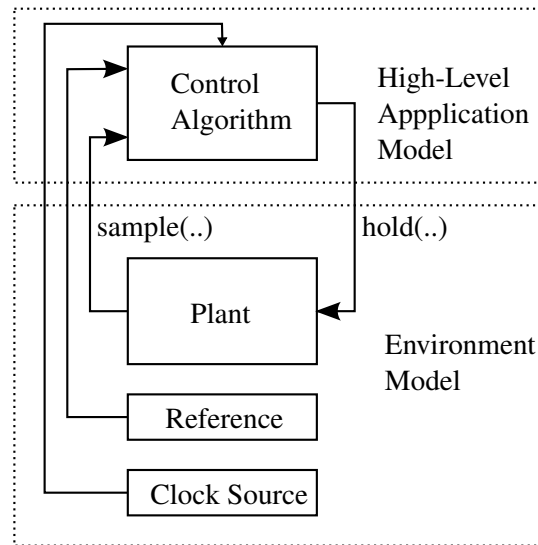 Control
Algorithm
High-Level
Appplication
Model
sample(..)
hold(..)
Plant
Environment
Model
Reference
Clock Source